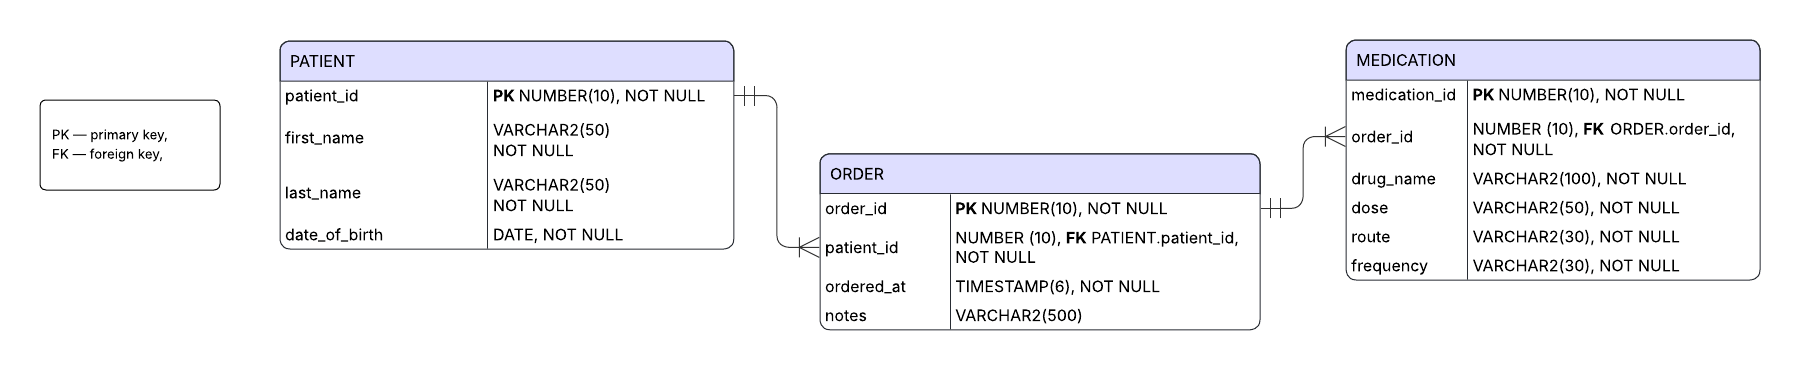 PK — primary key,
FK — foreign key,
PATIENT
patient_id PK NUMBER(10), NOT NULL
first_name VARCHAR2(50)
NOT NULL
last_name VARCHAR2(50)
NOT NULL
date_of_birth DATE, NOT NULL
ORDER
order_id PK NUMBER(10), NOT NULL
patient_id NUMBER (10), FK PATIENT.patient_id,
NOT NULL
ordered_at TIMESTAMP(6), NOT NULL
notes VARCHAR2(500)
MEDICATION
medication_id PK NUMBER(10), NOT NULL
order_id NUMBER (10), FK ORDER.order_id,
NOT NULL
drug_name VARCHAR2(100), NOT NULL
dose VARCHAR2(50), NOT NULL
route VARCHAR2(30), NOT NULL
frequency VARCHAR2(30), NOT NULL